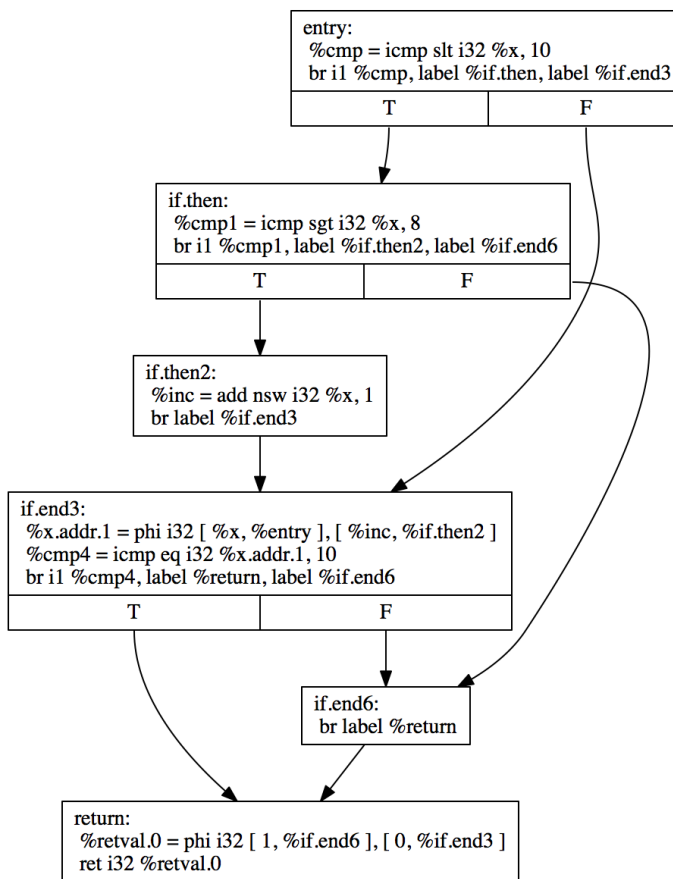 entry:
%cmp = icmp slt i32 %x, 10
br i1 %cmp, label %if.then, label %if.end3
T F
if.then:
%cmp1 = icmp sgt i32 %x, 8
br i1 %cmp1, label %if.then2, label %if.end6
T F
if.then2:
%inc = add nsw i32 %x, 1
br label %if.end3
if.end3:
%x.addr.1 = phi i32 [ %x, %entry ], [ %inc, %if.then2 ]
%cmp4 = icmp eq i32 %x.addr.1, 10
br i1 %cmp4, label %return, label %if.end6
T F
if.end6:
br label %return
return:
%retval.0 = phi i32 [ 1, %if.end6 ], [ 0, %if.end3 ]
ret i32 %retval.0